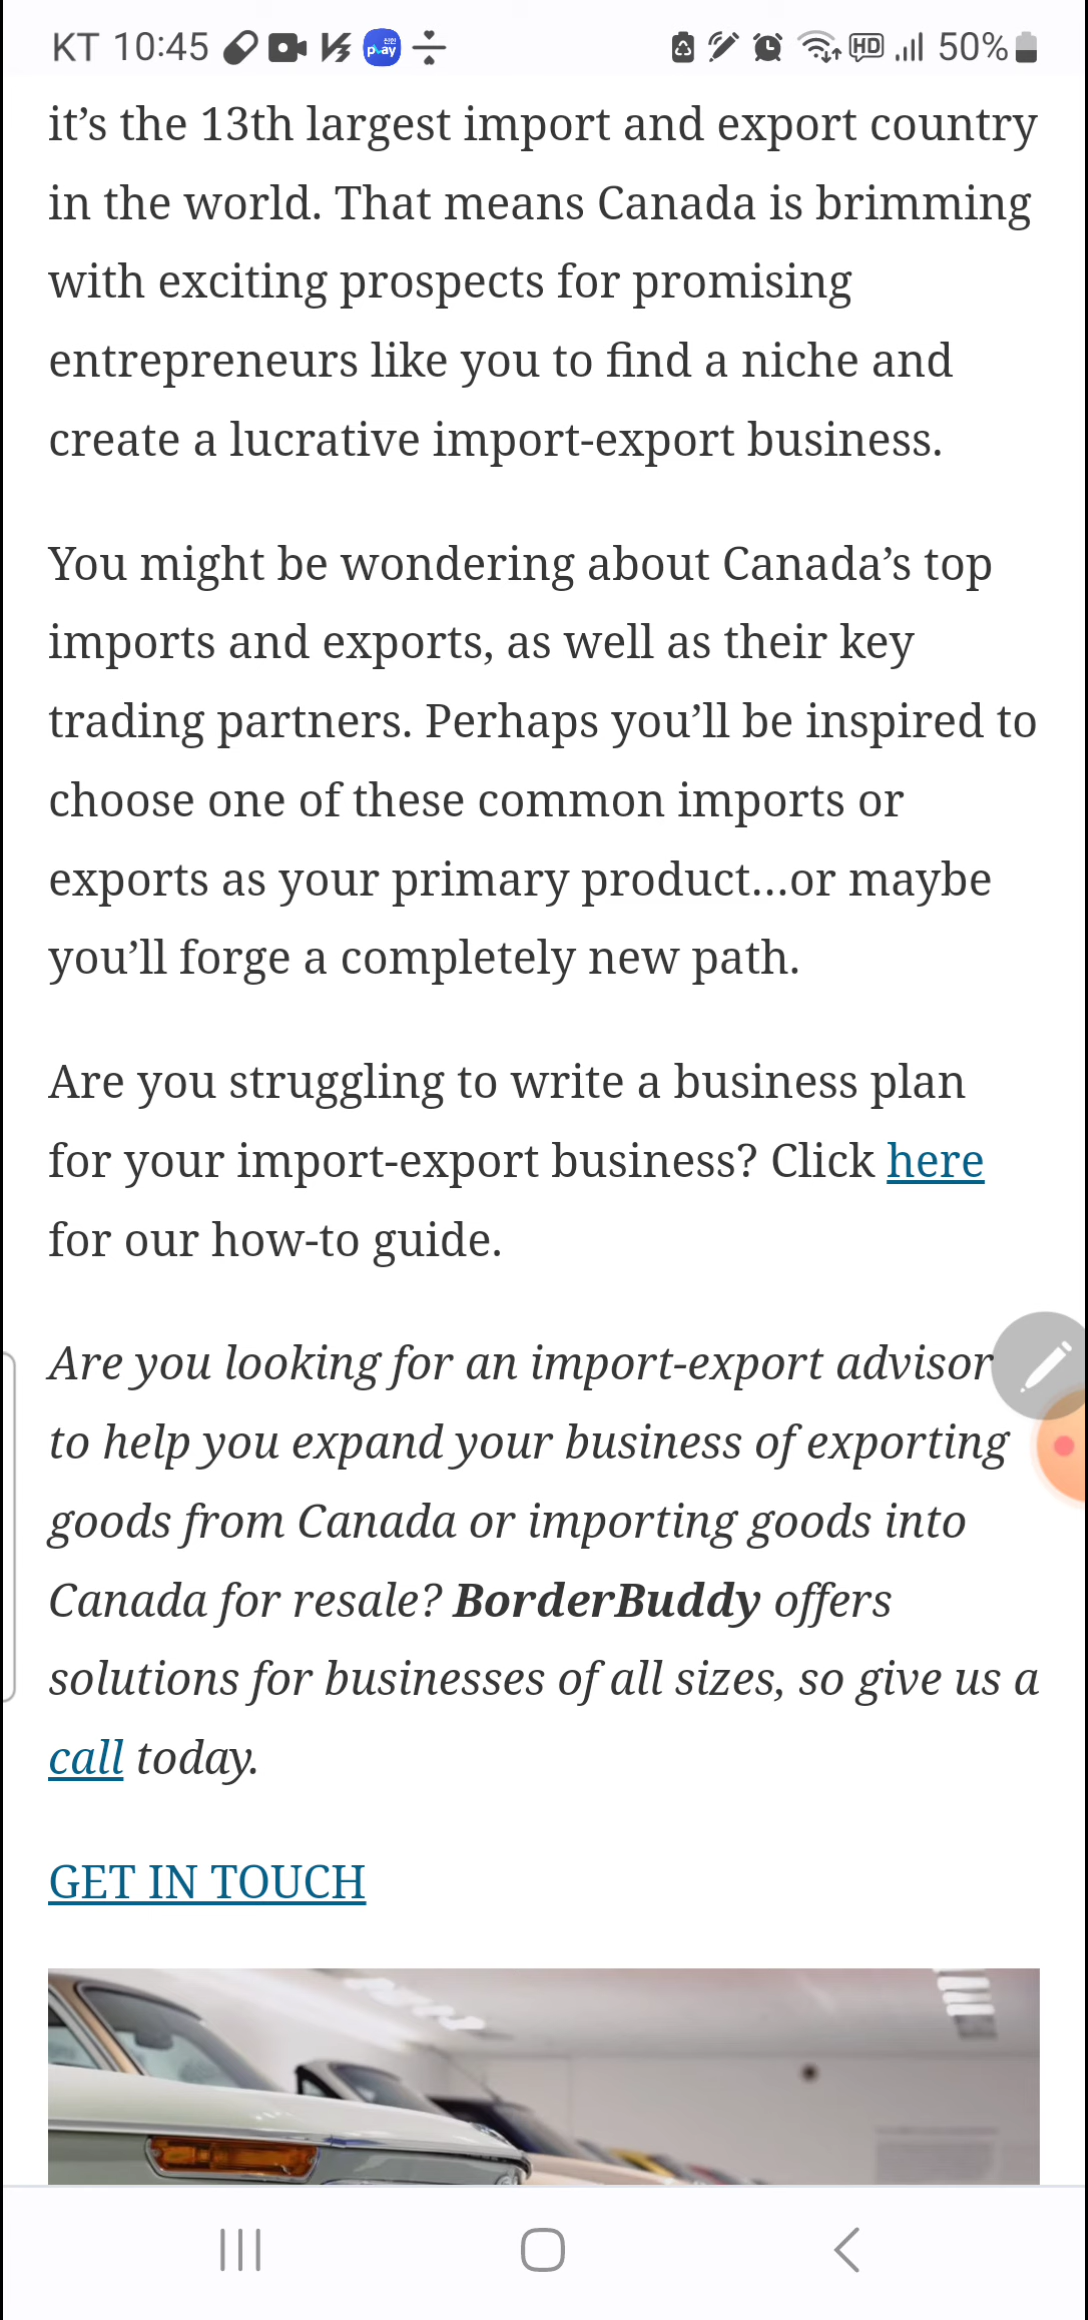 KT 10:45
HD 50%
it’s the 13th largest import and export country
in the world. That means Canada is brimming
with exciting prospects for promising
entrepreneurs like you to find a niche and
create a lucrative import-export business.
You might be wondering about Canada’s top
imports and exports, as well as their key
trading partners. Perhaps you’ll be inspired to
choose one of these common imports or
exports as your primary product...or maybe
you’ll forge a completely new path.
Are you struggling to write a business plan
for your import-export business? Click here
for our how-to guide.
Are you looking for an import-export advisor
to help you expand your business of exporting
goods from Canada or importing goods into
Canada for resale? BorderBuddy offers
solutions for businesses of all sizes, so give us a
call today.
GET IN TOUCH